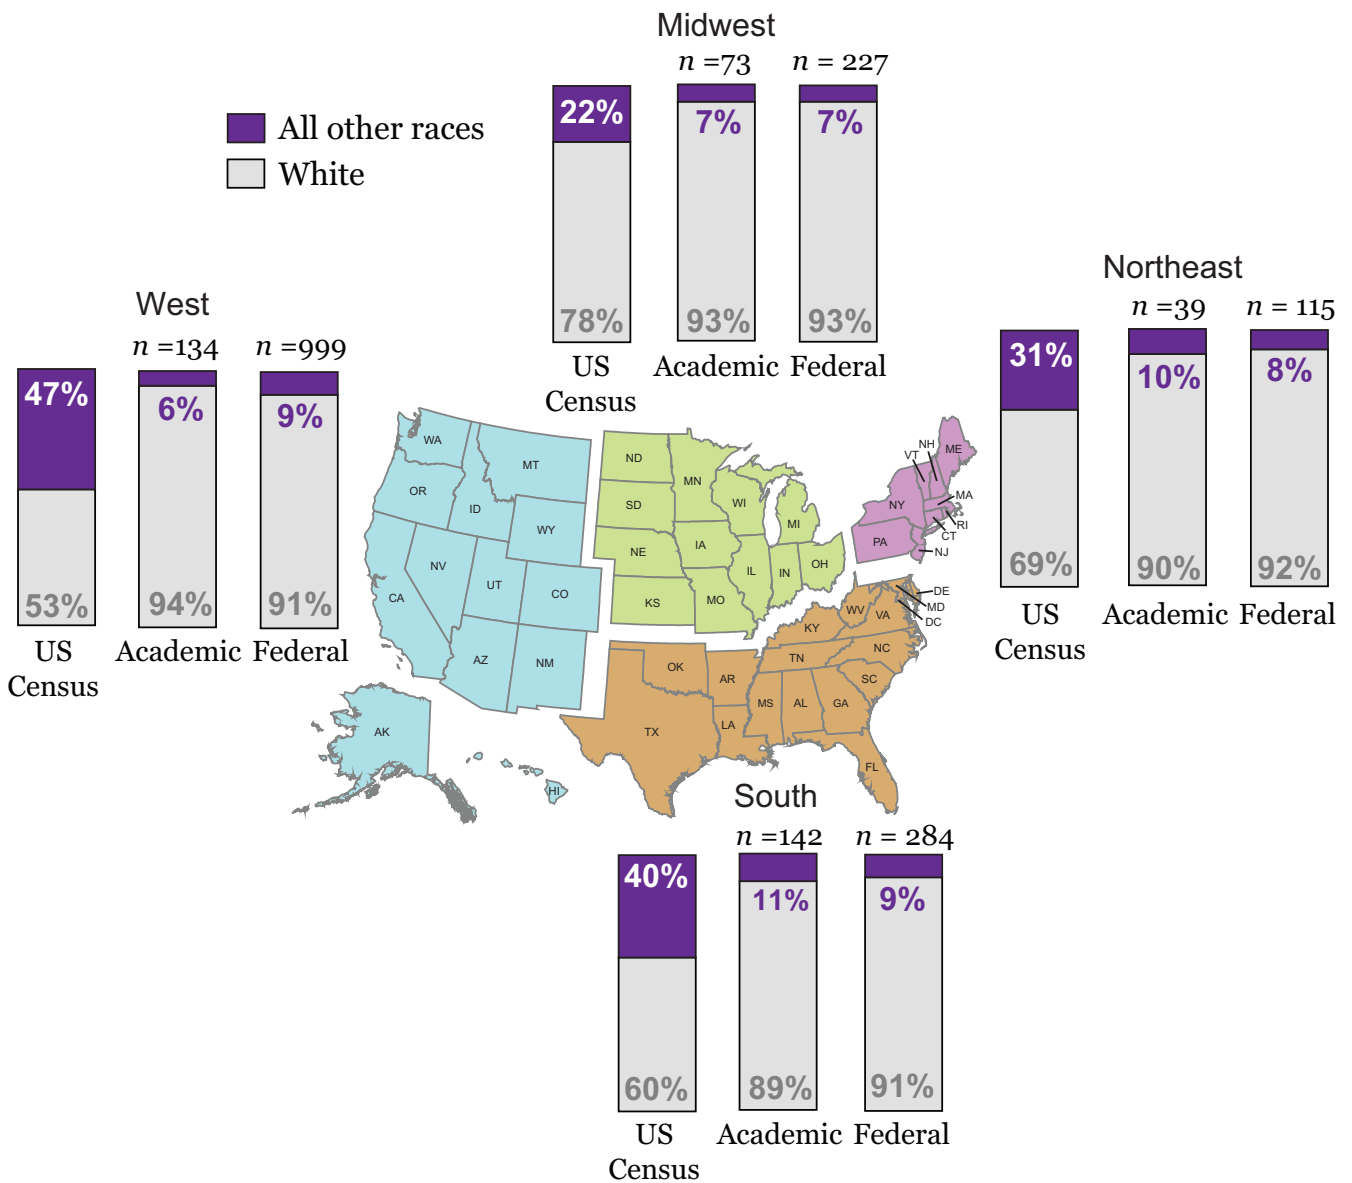 Midwest
n =73
n = 227
22%
7%
7%
78%
93%
93%
US
Census
Academic
Federal
All other races
White
West
n =134
n =999
47%
6%
9%
53%
94%
91%
US
Census
Academic
Federal
Northeast
n =39
n = 115
31%
10%
8%
69%
90%
92%
US
Census
Academic
Federal
WA
MT
OR
ID
WY
NV
UT
CO
CA
AZ
NM
AK
HI
ND
MN
SD
WI
MI
NE
IA
IL
IN
OH
KS
MO
ME
NH
VT
NY
MA
RI
CT
PA
NJ
DE
MD
DC
WV
VA
KY
NC
TN
SC
OK
AR
MS
AL
GA
LA
TX
FL
South
n =142
n = 284
40%
11%
9%
60%
89%
91%
US
Census
Academic
Federal